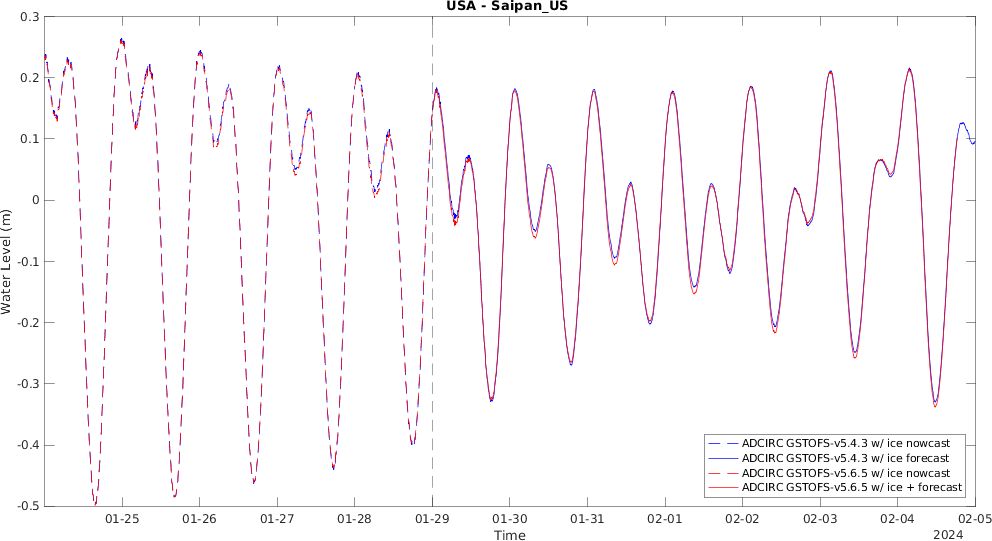 USA - Saipan_US
0.3
0.2
0.1
0
-0.1
-0.2
-0.3
-0.4
-0.5
Water Level (m)
ADCIRC GSTOFS-v5.4.3 w/ ice nowcast
ADCIRC GSTOFS-v5.4.3 w/ ice forecast
ADCIRC GSTOFS-v5.6.5 w/ ice nowcast
ADCIRC GSTOFS-v5.6.5 w/ ice + forecast
01-25 01-26 01-27 01-28 01-29 01-30 01-31 02-01 02-02 02-03 02-04 02-05
Time
2024